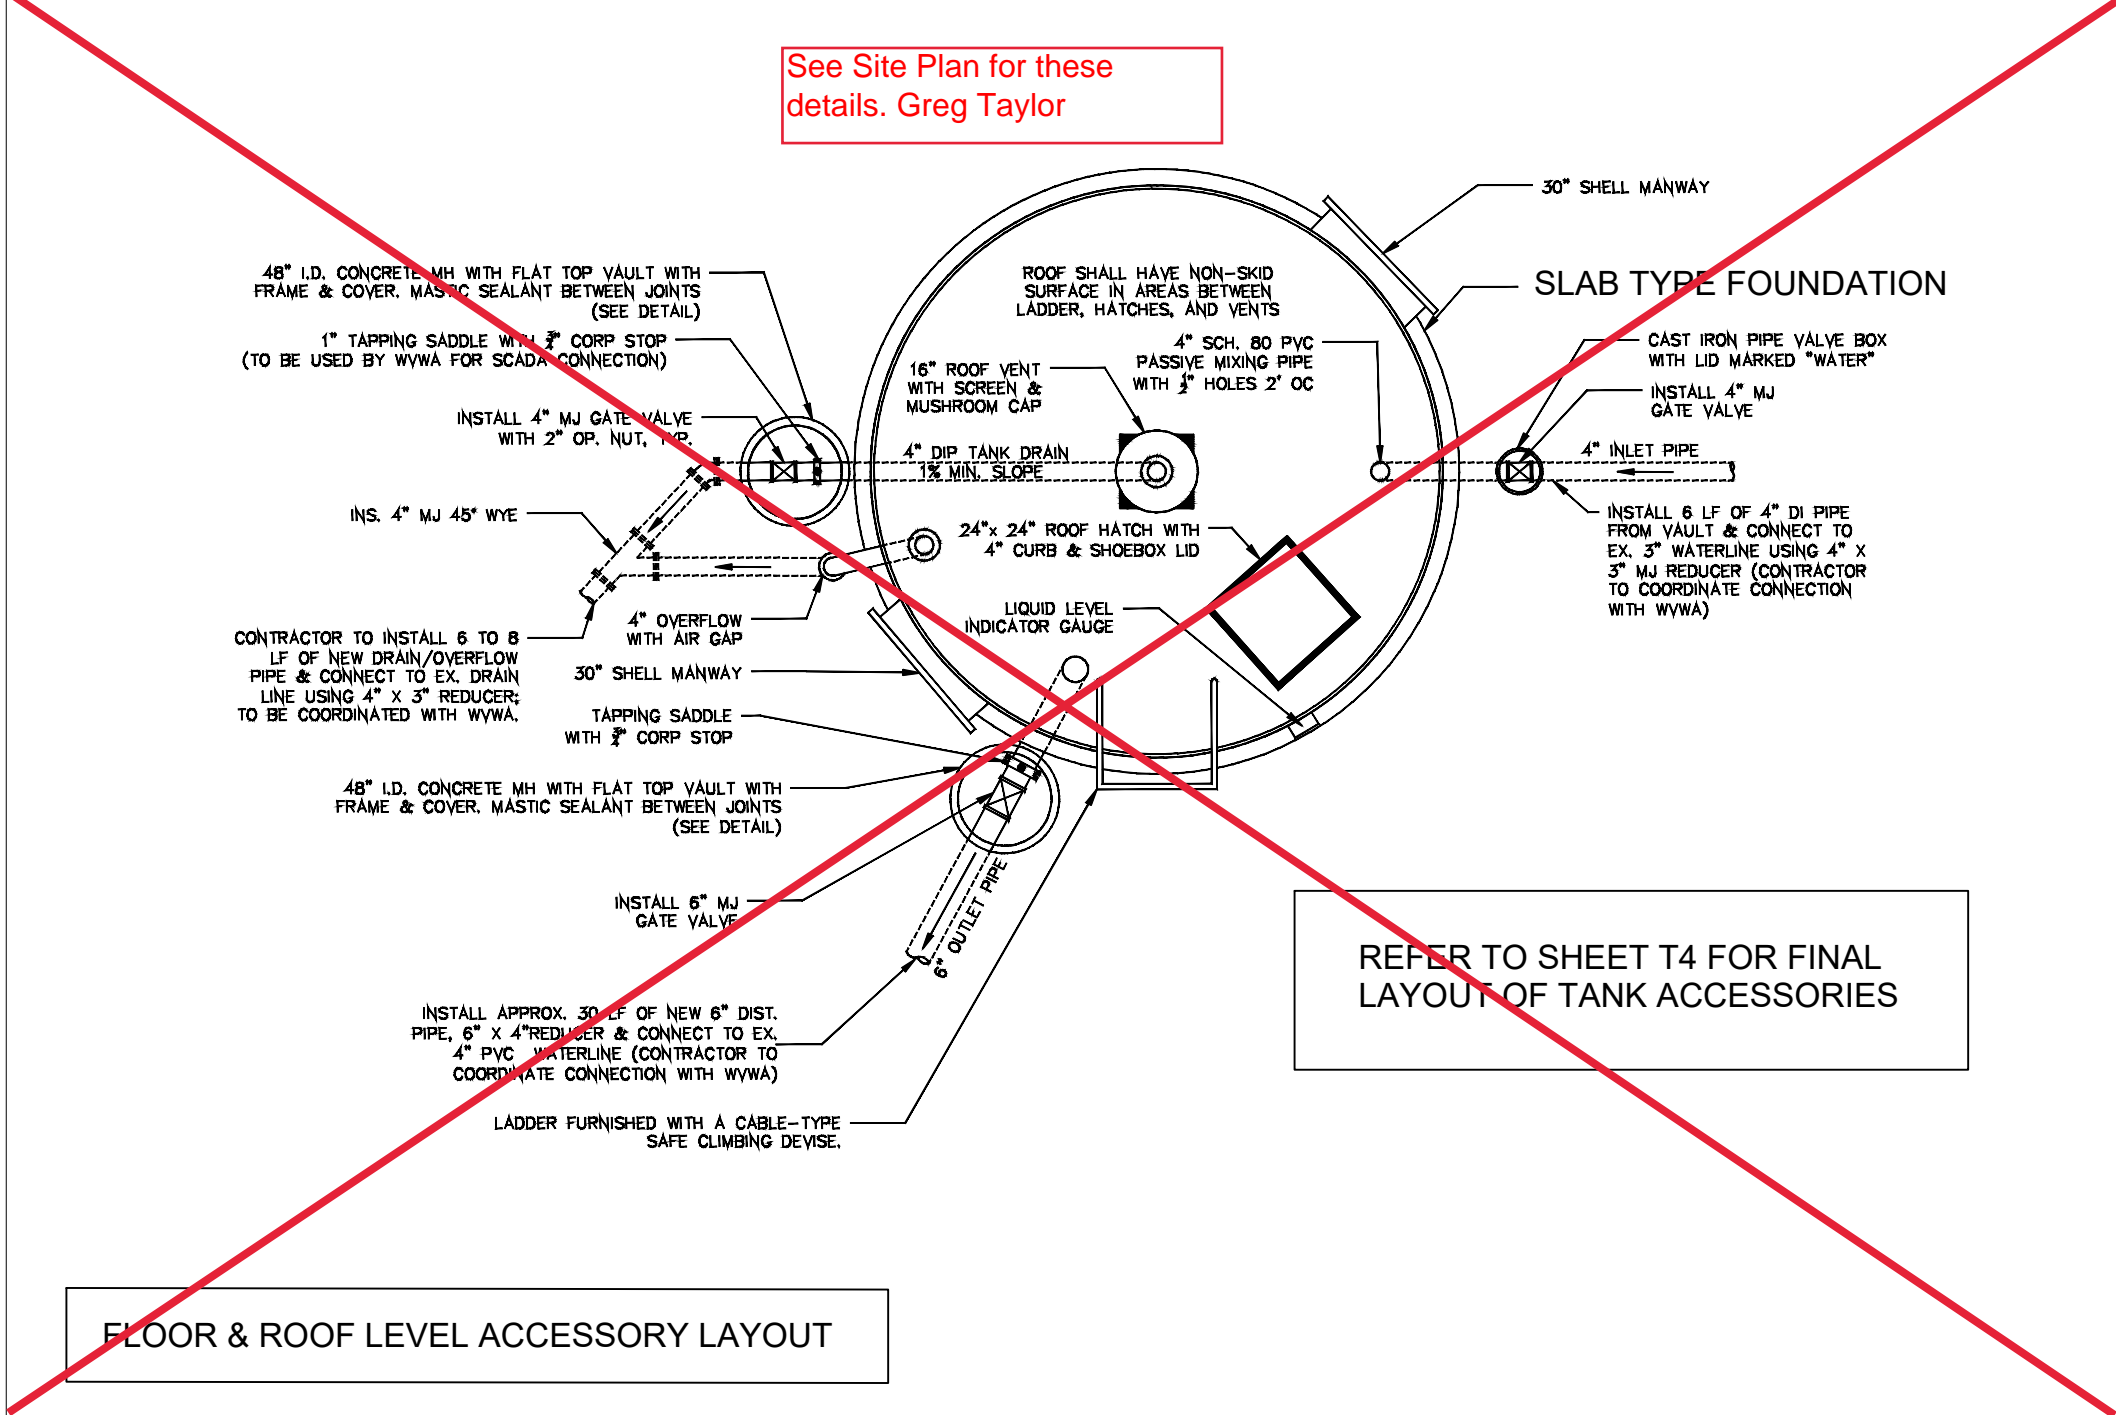 See Site Plan for these
details. Greg Taylor
30" SHELL MANWAY
48" I.D. CONCRETE MH WITH FLAT TOP VAULT WITH
FRAME & COVER. MASTIC SEALANT BETWEEN JOINTS
(SEE DETAIL)
ROOF SHALL HAVE NON-SKID
SURFACE IN AREAS BETWEEN
LADDER, HATCHES, AND VENTS
SLAB TYPE FOUNDATION
1" TAPPING SADDLE WITH 3/4" CORP STOP
(TO BE USED BY WVWA FOR SCADA CONNECTION)
4" SCH. 80 PVC
PASSIVE MIXING PIPE
WITH 1/2" HOLES 2' OC
CAST IRON PIPE VALVE BOX
WITH LID MARKED "WATER"
16" ROOF VENT
WITH SCREEN &
MUSHROOM CAP
INSTALL 4" MJ
GATE VALVE
INSTALL 4" MJ GATE VALVE
WITH 2" OP. NUT, TYP.
4" DIP TANK DRAIN
1% MIN. SLOPE
4" INLET PIPE
INS. 4" MJ 45° WYE
24"x 24" ROOF HATCH WITH
4" CURB & SHOEBOX LID
INSTALL 6 LF OF 4" DI PIPE
FROM VAULT & CONNECT TO
EX. 3" WATERLINE USING 4" X
3" MJ REDUCER (CONTRACTOR
TO COORDINATE CONNECTION
WITH WVWA)
LIQUID LEVEL
INDICATOR GAUGE
4" OVERFLOW
WITH AIR GAP
CONTRACTOR TO INSTALL 6 TO 8
LF OF NEW DRAIN/OVERFLOW
PIPE & CONNECT TO EX. DRAIN
LINE USING 4" X 3" REDUCER;
TO BE COORDINATED WITH WVWA.
30" SHELL MANWAY
TAPPING SADDLE
WITH 3/4" CORP STOP
48" I.D. CONCRETE MH WITH FLAT TOP VAULT WITH
FRAME & COVER. MASTIC SEALANT BETWEEN JOINTS
(SEE DETAIL)
INSTALL 6" MJ
GATE VALVE
6" OUTLET PIPE
REFER TO SHEET T4 FOR FINAL
LAYOUT OF TANK ACCESSORIES
INSTALL APPROX. 30 LF OF NEW 6" DIST.
PIPE, 6" X 4"REDUCER & CONNECT TO EX.
4" PVC WATERLINE (CONTRACTOR TO
COORDINATE CONNECTION WITH WVWA)
LADDER FURNISHED WITH A CABLE-TYPE
SAFE CLIMBING DEVISE.
FLOOR & ROOF LEVEL ACCESSORY LAYOUT